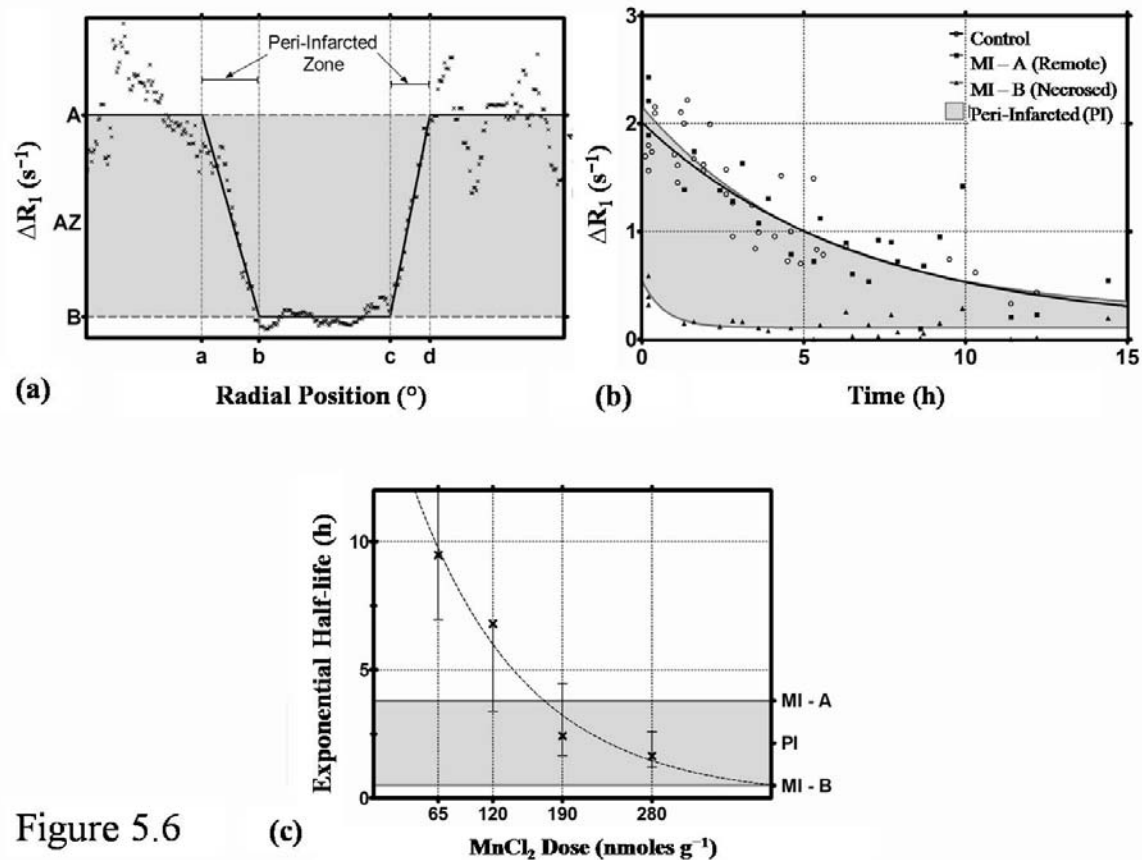 Peri-Infarcted
Zone
A
AZ
B
ΔR₁ (s⁻¹)
a b c d
(a)
Radial Position (°)
3
2
1
0
ΔR₁ (s⁻¹)
Control
MI – A (Remote)
MI – B (Necrosed)
Peri-Infarcted (PI)
0 5 10 15
(b)
Time (h)
Exponential Half-life (h)
10
5
0
MI - A
PI
MI - B
65 120 190 280
MnCl₂ Dose (nmoles g⁻¹)
(c)
Figure 5.6